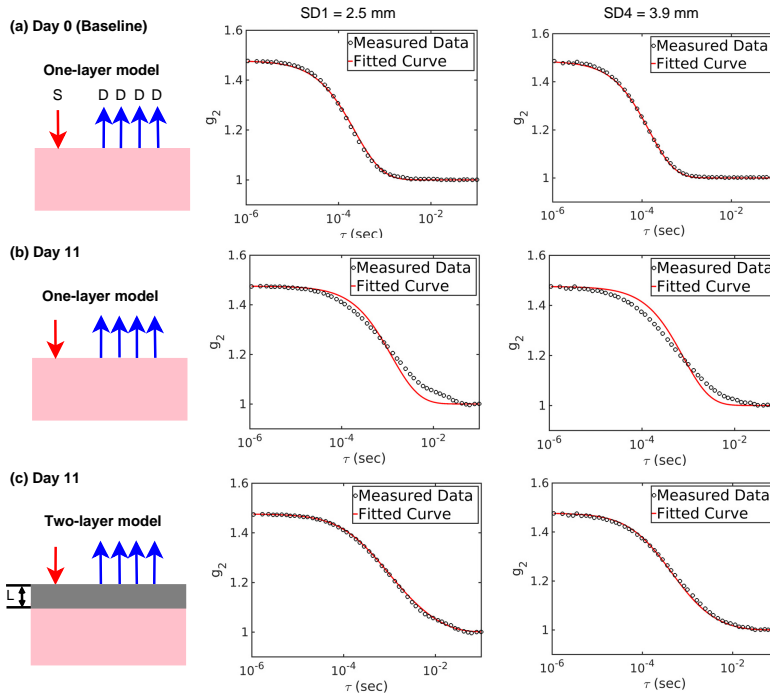 SD1 = 2.5 mm
SD4 = 3.9 mm
(a) Day 0 (Baseline)
One-layer model
S D D D D
1.6
1.4
1.2
1
g2
Measured Data
Fitted Curve
10-6 10-4 10-2
τ (sec)
1.6
1.4
1.2
1
g2
Measured Data
Fitted Curve
10-6 10-4 10-2
τ (sec)
(b) Day 11
One-layer model
1.6
1.4
1.2
1
g2
Measured Data
Fitted Curve
10-6 10-4 10-2
τ (sec)
1.6
1.4
1.2
1
g2
Measured Data
Fitted Curve
10-6 10-4 10-2
τ (sec)
(c) Day 11
Two-layer model
L
1.6
1.4
1.2
1
g2
Measured Data
Fitted Curve
10-6 10-4 10-2
τ (sec)
1.6
1.4
1.2
1
g2
Measured Data
Fitted Curve
10-6 10-4 10-2
τ (sec)